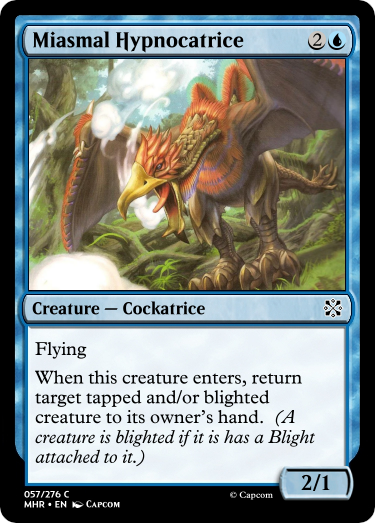 Miasmal Hypnocatrice 2
Creature — Cockatrice
Flying
When this creature enters, return
target tapped and/or blighted
creature to its owner's hand. (A
creature is blighted if it is has a Blight
attached to it.)
2/1
057/276 C
MHR • EN Capcom
© Capcom